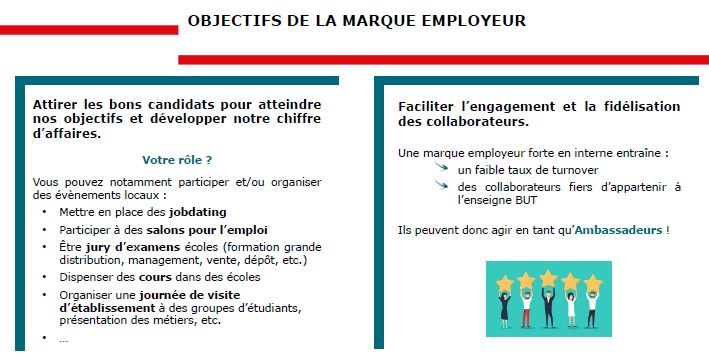 OBJECTIFS DE LA MARQUE EMPLOYEUR
Attirer les bons candidats pour atteindre
nos objectifs et développer notre chiffre
d’affaires.
Votre rôle ?
Vous pouvez notamment participer et/ou organiser
des évènements locaux :
• Mettre en place des jobdating
• Participer à des salons pour l’emploi
• Être jury d’examens écoles (formation grande
distribution, management, vente, dépôt, etc.)
• Dispenser des cours dans des écoles
• Organiser une journée de visite
d’établissement à des groupes d’étudiants,
présentation des métiers, etc.
• …
Faciliter l’engagement et la fidélisation
des collaborateurs.
Une marque employeur forte en interne entraîne :
un faible taux de turnover
des collaborateurs fiers d’appartenir à
l’enseigne BUT
Ils peuvent donc agir en tant qu’Ambassadeurs !